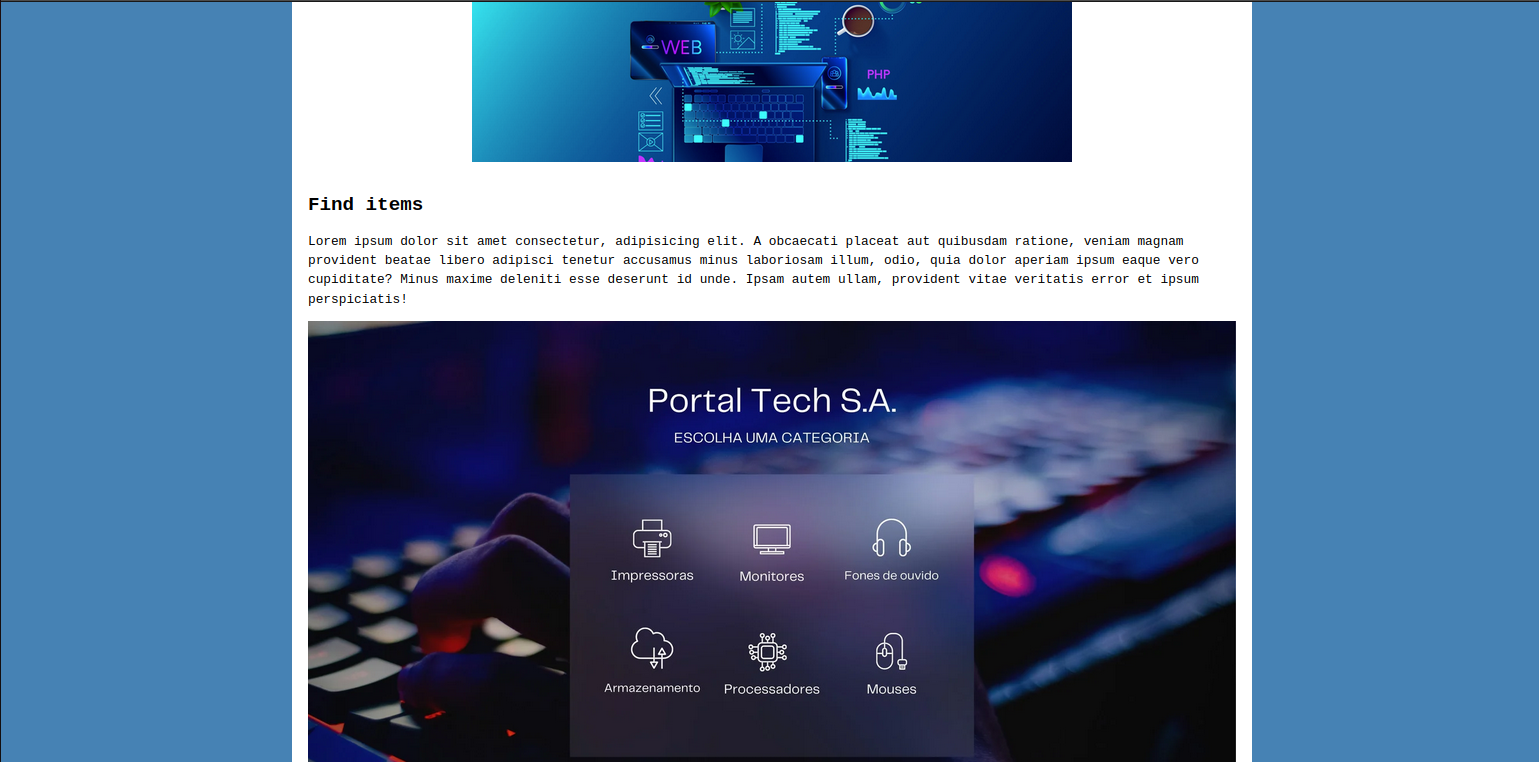 WEB
PHP
Find items
Lorem ipsum dolor sit amet consectetur, adipisicing elit. A obcaecati placeat aut quibusdam ratione, veniam magnam
provident beatae libero adipisci tenetur accusamus minus laboriosam illum, odio, quia dolor aperiam ipsum eaque vero
cupiditate? Minus maxime deleniti esse deserunt id unde. Ipsam autem ullam, provident vitae veritatis error et ipsum
perspiciatis!
Portal Tech S.A.
ESCOLHA UMA CATEGORIA
Impressoras
Monitores
Fones de ouvido
Armazenamento
Processadores
Mouses